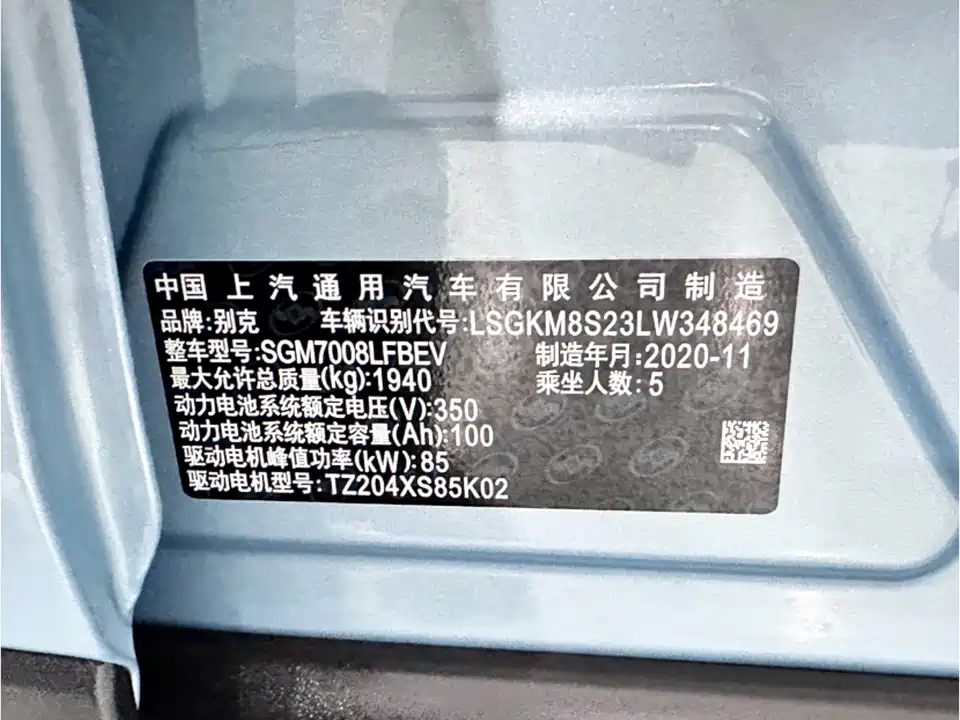 中国上汽通用汽车有限公司制造
品牌:别克 车辆识别代号:LSGKM8S23LW348469
整车型号:SGM7008LFBEV 制造年月:2020-11
最大允许总质量(kg):1940 乘坐人数:5
动力电池系统额定电压(V):350
动力电池系统额定容量(Ah):100
驱动电机峰值功率(kW):85
驱动电机型号:TZ204XS85K02